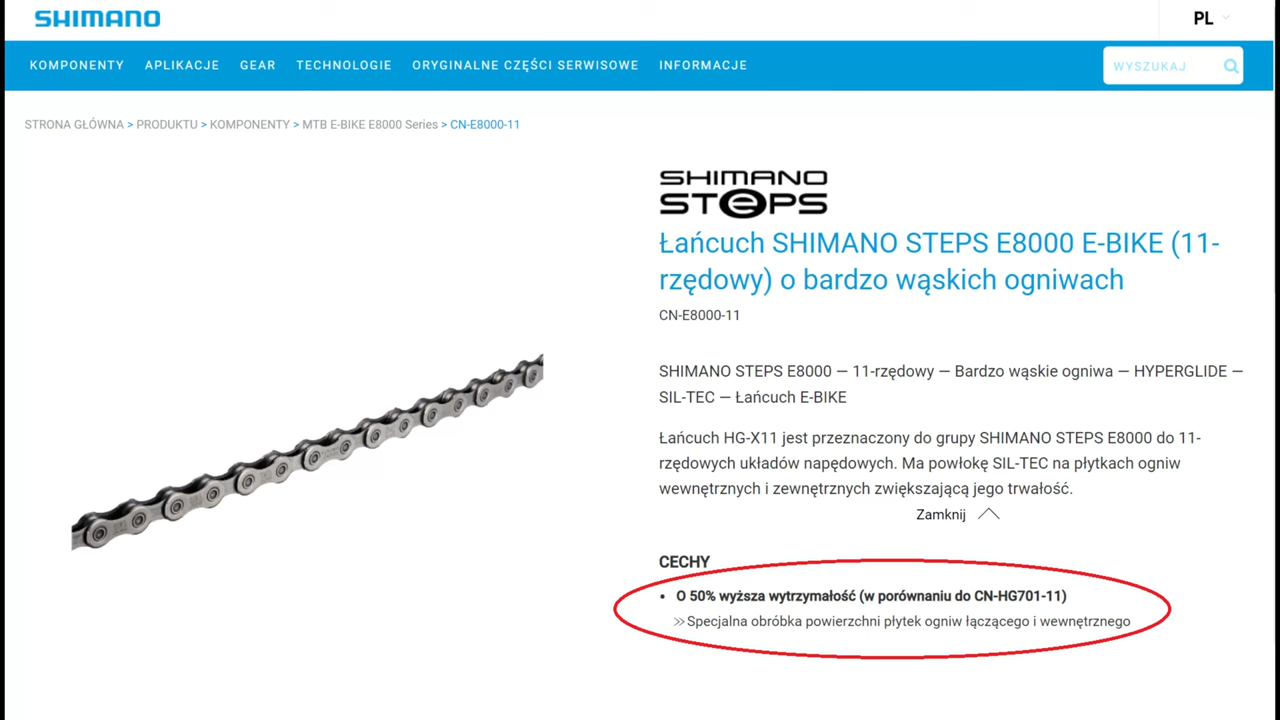 SHIMANO
PL
KOMPONENTY APLIKACJE GEAR TECHNOLOGIE ORYGINALNE CZĘŚCI SERWISOWE INFORMACJE
WYSZUKAJ
STRONA GŁÓWNA > PRODUKTU > KOMPONENTY > MTB E-BIKE E8000 Series > CN-E8000-11
SHIMANO
STEPS
Łańcuch SHIMANO STEPS E8000 E-BIKE (11-
rzędowy) o bardzo wąskich ogniwach
CN-E8000-11
SHIMANO STEPS E8000 — 11-rzędowy — Bardzo wąskie ogniwa — HYPERGLIDE —
SIL-TEC — Łańcuch E-BIKE
Łańcuch HG-X11 jest przeznaczony do grupy SHIMANO STEPS E8000 do 11-
rzędowych układów napędowych. Ma powłokę SIL-TEC na płytkach ogniw
wewnętrznych i zewnętrznych zwiększającą jego trwałość.
Zamknij
CECHY
• O 50% wyższa wytrzymałość (w porównaniu do CN-HG701-11)
>> Specjalna obróbka powierzchni płytek ogniw łączącego i wewnętrznego